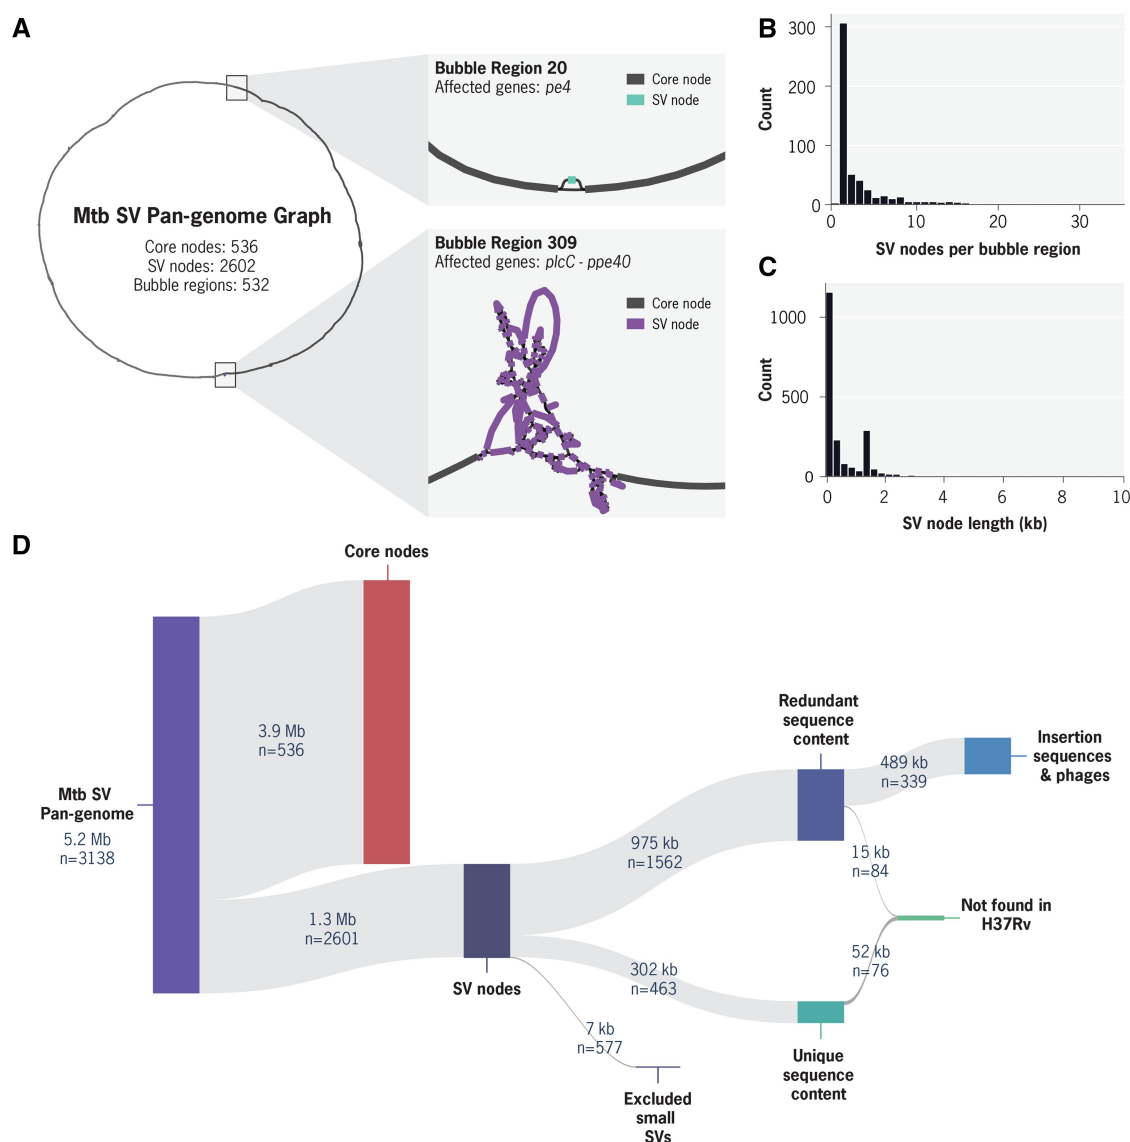 A
Mtb SV Pan-genome Graph
Core nodes: 536
SV nodes: 2602
Bubble regions: 532
Bubble Region 20
Affected genes: pe4
Core node
SV node
Bubble Region 309
Affected genes: plcC - ppe40
Core node
SV node
B
300
200
100
0
Count
0
10
20
30
SV nodes per bubble region
C
1000
500
0
Count
0
2
4
6
8
10
SV node length (kb)
D
Core nodes
3.9 Mb
n=536
Mtb SV
Pan-genome
5.2 Mb
n=3138
1.3 Mb
n=2601
SV nodes
975 kb
n=1562
302 kb
n=463
7 kb
n=577
Excluded
small
SVs
Redundant
sequence
content
489 kb
n=339
Insertion
sequences
& phages
15 kb
n=84
Not found in
H37Rv
52 kb
n=76
Unique
sequence
content